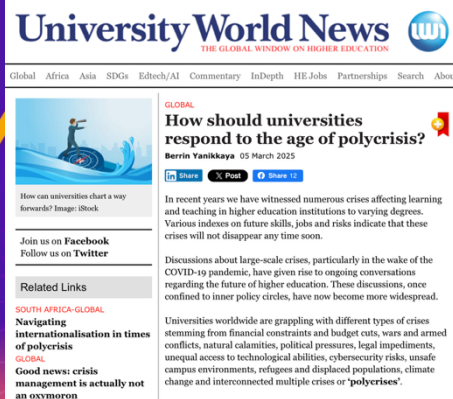 University World News
THE GLOBAL WINDOW ON HIGHER EDUCATION
Global Africa Asia SDGs Edtech/AI Commentary InDepth HE Jobs Partnerships Search Abou
How can universities chart a way
forwards? Image: iStock
Join us on Facebook
Follow us on Twitter
Related Links
SOUTH AFRICA-GLOBAL
Navigating
internationalisation in times
of polycrisis
GLOBAL
Good news: crisis
management is actually not
an oxymoron
GLOBAL
How should universities
respond to the age of polycrisis?
Berrin Yanikkaya 05 March 2025
in Share X Post Share 12
In recent years we have witnessed numerous crises affecting learning
and teaching in higher education institutions to varying degrees.
Various indexes on future skills, jobs and risks indicate that these
crises will not disappear any time soon.
Discussions about large-scale crises, particularly in the wake of the
COVID-19 pandemic, have given rise to ongoing conversations
regarding the future of higher education. These discussions, once
confined to inner policy circles, have now become more widespread.
Universities worldwide are grappling with different types of crises
stemming from financial constraints and budget cuts, wars and armed
conflicts, natural calamities, political pressures, legal impediments,
unequal access to technological abilities, cybersecurity risks, unsafe
campus environments, refugees and displaced populations, climate
change and interconnected multiple crises or 'polycrises'.